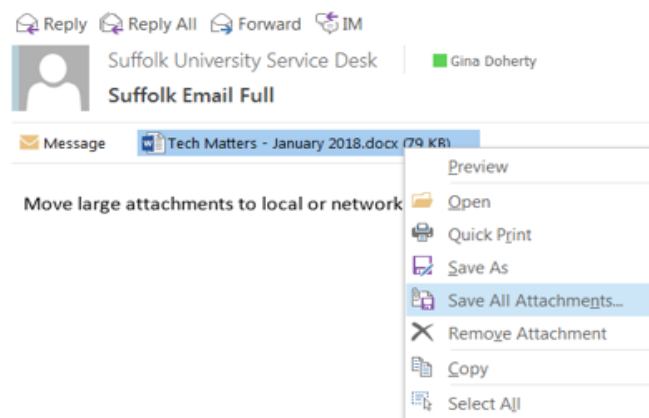 Reply Reply All Forward IM
Suffolk University Service Desk Gina Doherty
Suffolk Email Full
Message Tech Matters - January 2018.docx (79 KB)
Move large attachments to local or network
Preview
Open
Quick Print
Save As
Save All Attachments...
Remove Attachment
Copy
Select All